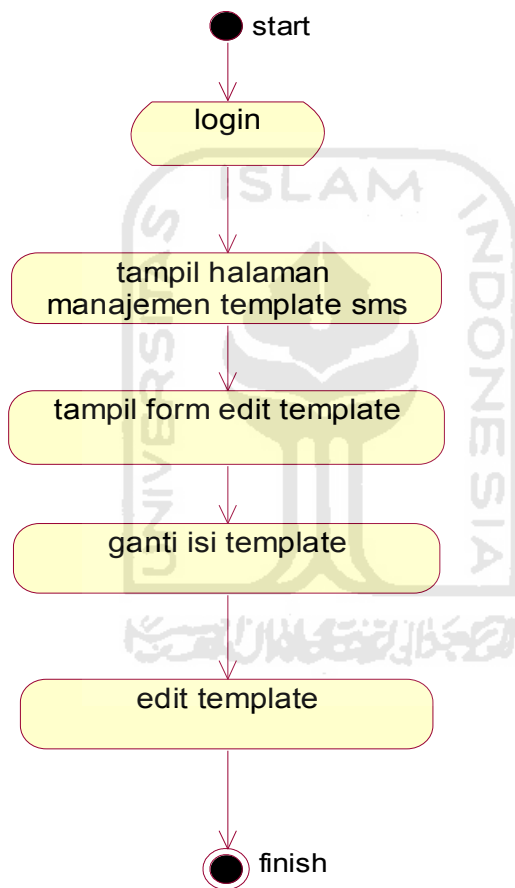 start
login
ISLAM
UNIVERSITAS
INDONESIA
tampil halaman
manajemen template sms
tampil form edit template
ganti isi template
edit template
finish